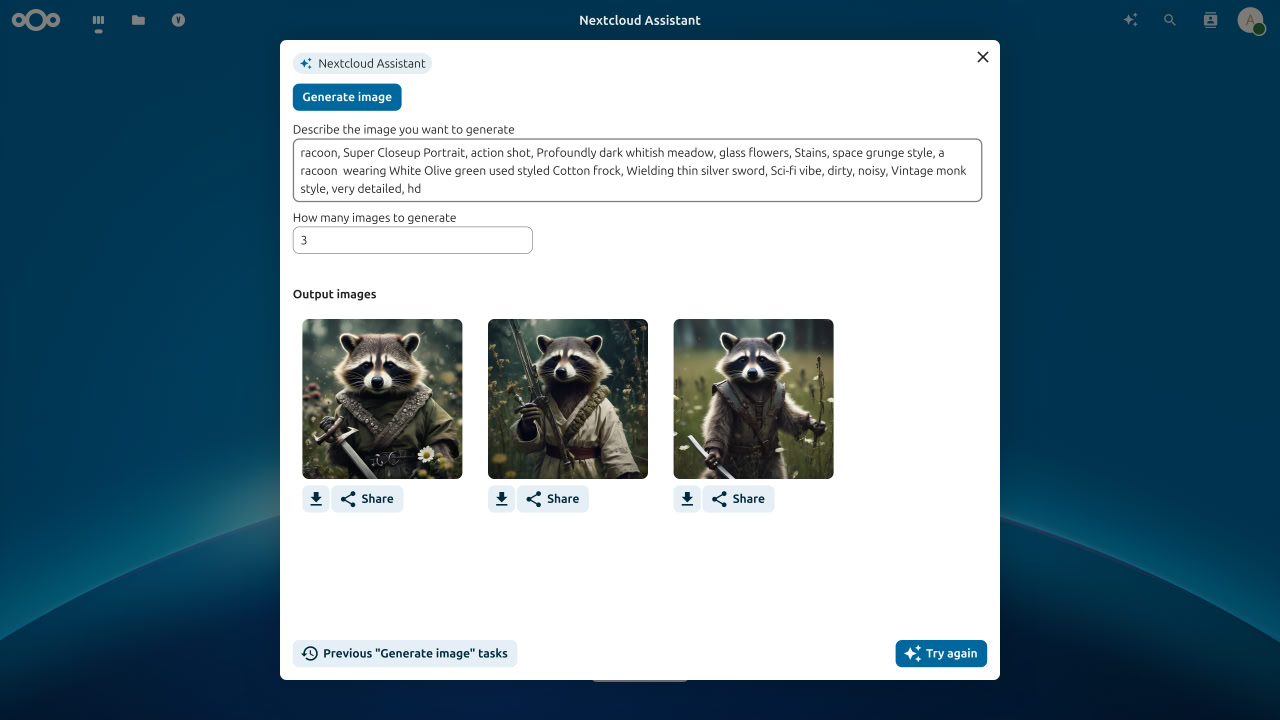 Nextcloud Assistant
A
Nextcloud Assistant
Generate image
Describe the image you want to generate
racoon, Super Closeup Portrait, action shot, Profoundly dark whitish meadow, glass flowers, Stains, space grunge style, a
racoon  wearing White Olive green used styled Cotton frock, Wielding thin silver sword, Sci-fi vibe, dirty, noisy, Vintage monk
style, very detailed, hd
How many images to generate
3
Output images
Share
Share
Share
Previous "Generate image" tasks
Try again